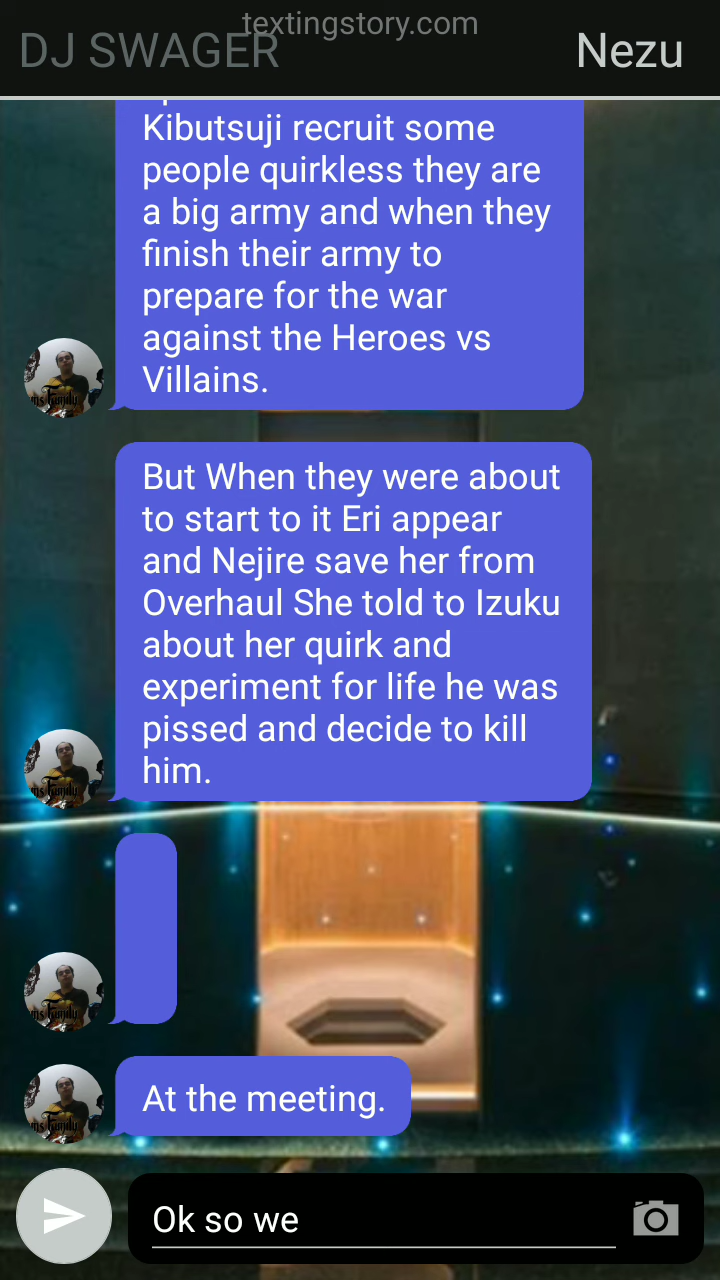 textingstory.com
DJ SWAGER
Nezu
Kibutsuji recruit some
people quirkless they are
a big army and when they
finish their army to
prepare for the war
against the Heroes vs
Villains.
But When they were about
to start to it Eri appear
and Nejire save her from
Overhaul She told to Izuku
about her quirk and
experiment for life he was
pissed and decide to kill
him.
At the meeting.
Ok so we